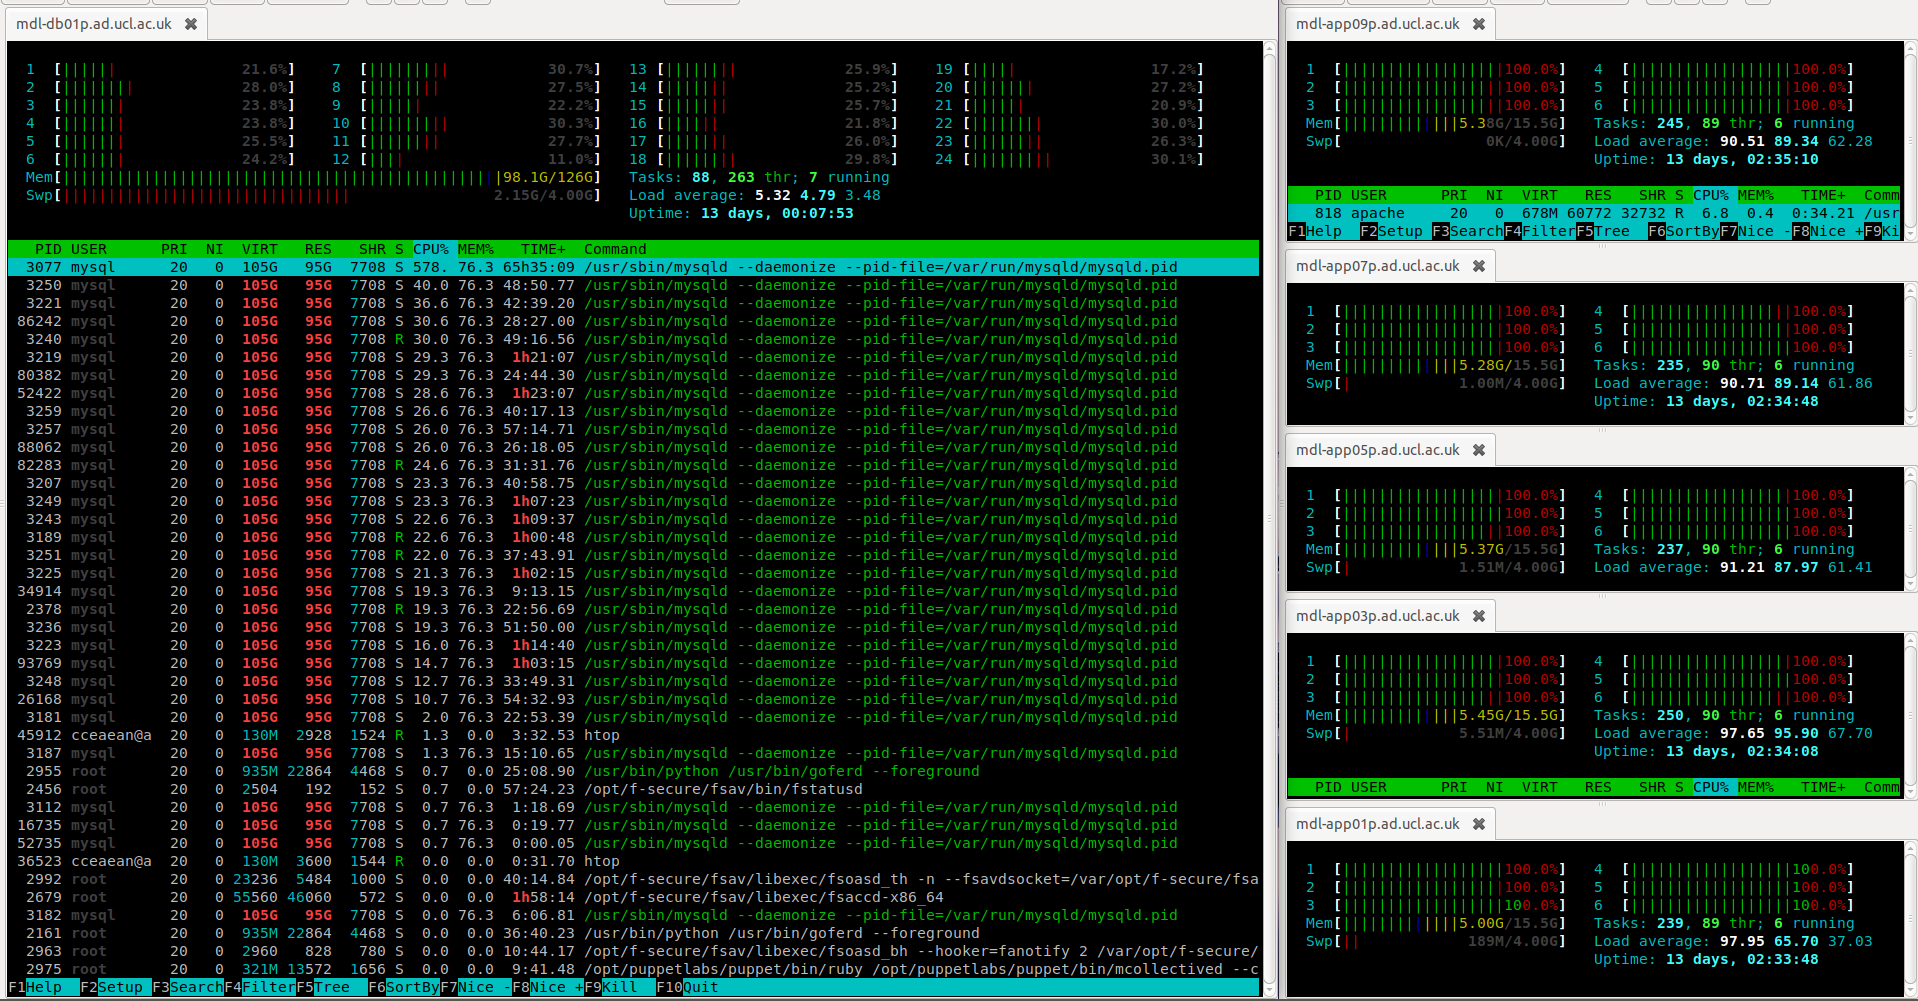 mdl-db01p.ad.ucl.ac.uk ✖
1 [||||||| 21.6%] 7 [||||||||| 30.7%] 13 [|||||||| 25.9%] 19 [||||| 17.2%]
2 [|||||||| 28.0%] 8 [|||||||| 27.5%] 14 [||||||| 25.2%] 20 [||||||| 27.2%]
3 [||||||| 23.8%] 9 [|||||| 22.2%] 15 [||||||| 25.7%] 21 [|||||| 20.9%]
4 [||||||| 23.8%] 10 [||||||||| 30.3%] 16 [|||||| 21.8%] 22 [|||||||| 30.0%]
5 [||||||| 25.5%] 11 [|||||||| 27.7%] 17 [||||||| 26.0%] 23 [|||||||| 26.3%]
6 [||||||| 24.2%] 12 [|||| 11.0%] 18 [|||||||| 29.8%] 24 [||||||||| 30.1%]
Mem[|||||||||||||||||||||||||||||||||||||||||||||||||98.1G/126G] Tasks: 88, 263 thr; 7 running
Swp[|||||||||||||||||||||||||||||||| 2.15G/4.00G] Load average: 5.32 4.79 3.48
Uptime: 13 days, 00:07:53
PID USER PRI NI VIRT RES SHR S CPU% MEM% TIME+ Command
3077 mysql 20 0 105G 95G 7708 S 578. 76.3 65h35:09 /usr/sbin/mysqld --daemonize --pid-file=/var/run/mysqld/mysqld.pid
3250 mysql 20 0 105G 95G 7708 S 40.0 76.3 48:50.77 /usr/sbin/mysqld --daemonize --pid-file=/var/run/mysqld/mysqld.pid
3221 mysql 20 0 105G 95G 7708 S 36.6 76.3 42:39.20 /usr/sbin/mysqld --daemonize --pid-file=/var/run/mysqld/mysqld.pid
86242 mysql 20 0 105G 95G 7708 S 30.6 76.3 28:27.00 /usr/sbin/mysqld --daemonize --pid-file=/var/run/mysqld/mysqld.pid
3240 mysql 20 0 105G 95G 7708 R 30.0 76.3 49:16.56 /usr/sbin/mysqld --daemonize --pid-file=/var/run/mysqld/mysqld.pid
3219 mysql 20 0 105G 95G 7708 S 29.3 76.3 1h21:07 /usr/sbin/mysqld --daemonize --pid-file=/var/run/mysqld/mysqld.pid
80382 mysql 20 0 105G 95G 7708 S 29.3 76.3 24:44.30 /usr/sbin/mysqld --daemonize --pid-file=/var/run/mysqld/mysqld.pid
52422 mysql 20 0 105G 95G 7708 S 28.6 76.3 1h23:07 /usr/sbin/mysqld --daemonize --pid-file=/var/run/mysqld/mysqld.pid
3259 mysql 20 0 105G 95G 7708 S 26.6 76.3 40:17.13 /usr/sbin/mysqld --daemonize --pid-file=/var/run/mysqld/mysqld.pid
3257 mysql 20 0 105G 95G 7708 S 26.0 76.3 57:14.71 /usr/sbin/mysqld --daemonize --pid-file=/var/run/mysqld/mysqld.pid
88062 mysql 20 0 105G 95G 7708 S 26.0 76.3 26:18.05 /usr/sbin/mysqld --daemonize --pid-file=/var/run/mysqld/mysqld.pid
82283 mysql 20 0 105G 95G 7708 R 24.6 76.3 31:31.76 /usr/sbin/mysqld --daemonize --pid-file=/var/run/mysqld/mysqld.pid
3207 mysql 20 0 105G 95G 7708 S 23.3 76.3 40:58.75 /usr/sbin/mysqld --daemonize --pid-file=/var/run/mysqld/mysqld.pid
3249 mysql 20 0 105G 95G 7708 S 23.3 76.3 1h07:23 /usr/sbin/mysqld --daemonize --pid-file=/var/run/mysqld/mysqld.pid
3243 mysql 20 0 105G 95G 7708 S 22.6 76.3 1h09:37 /usr/sbin/mysqld --daemonize --pid-file=/var/run/mysqld/mysqld.pid
3189 mysql 20 0 105G 95G 7708 R 22.6 76.3 1h00:48 /usr/sbin/mysqld --daemonize --pid-file=/var/run/mysqld/mysqld.pid
3251 mysql 20 0 105G 95G 7708 R 22.0 76.3 37:43.91 /usr/sbin/mysqld --daemonize --pid-file=/var/run/mysqld/mysqld.pid
3225 mysql 20 0 105G 95G 7708 S 21.3 76.3 1h02:15 /usr/sbin/mysqld --daemonize --pid-file=/var/run/mysqld/mysqld.pid
34914 mysql 20 0 105G 95G 7708 S 19.3 76.3 9:13.15 /usr/sbin/mysqld --daemonize --pid-file=/var/run/mysqld/mysqld.pid
2378 mysql 20 0 105G 95G 7708 R 19.3 76.3 22:56.69 /usr/sbin/mysqld --daemonize --pid-file=/var/run/mysqld/mysqld.pid
3236 mysql 20 0 105G 95G 7708 S 19.3 76.3 51:50.00 /usr/sbin/mysqld --daemonize --pid-file=/var/run/mysqld/mysqld.pid
3223 mysql 20 0 105G 95G 7708 S 16.0 76.3 1h14:40 /usr/sbin/mysqld --daemonize --pid-file=/var/run/mysqld/mysqld.pid
93769 mysql 20 0 105G 95G 7708 S 14.7 76.3 1h03:15 /usr/sbin/mysqld --daemonize --pid-file=/var/run/mysqld/mysqld.pid
3248 mysql 20 0 105G 95G 7708 S 12.7 76.3 33:49.31 /usr/sbin/mysqld --daemonize --pid-file=/var/run/mysqld/mysqld.pid
26168 mysql 20 0 105G 95G 7708 S 10.7 76.3 54:32.93 /usr/sbin/mysqld --daemonize --pid-file=/var/run/mysqld/mysqld.pid
3181 mysql 20 0 105G 95G 7708 S 2.0 76.3 22:53.39 /usr/sbin/mysqld --daemonize --pid-file=/var/run/mysqld/mysqld.pid
45912 cceaean@a 20 0 130M 2928 1524 R 1.3 0.0 3:32.53 htop
3187 mysql 20 0 105G 95G 7708 S 1.3 76.3 15:10.65 /usr/sbin/mysqld --daemonize --pid-file=/var/run/mysqld/mysqld.pid
2955 root 20 0 935M 22864 4468 S 0.7 0.0 25:08.90 /usr/bin/python /usr/bin/goferd --foreground
2456 root 20 0 2504 192 152 S 0.7 0.0 57:24.23 /opt/f-secure/fsav/bin/fstatusd
3112 mysql 20 0 105G 95G 7708 S 0.7 76.3 1:18.69 /usr/sbin/mysqld --daemonize --pid-file=/var/run/mysqld/mysqld.pid
16735 mysql 20 0 105G 95G 7708 S 0.7 76.3 0:19.77 /usr/sbin/mysqld --daemonize --pid-file=/var/run/mysqld/mysqld.pid
52735 mysql 20 0 105G 95G 7708 S 0.7 76.3 0:00.05 /usr/sbin/mysqld --daemonize --pid-file=/var/run/mysqld/mysqld.pid
36523 cceaean@a 20 0 130M 3600 1544 R 0.0 0.0 0:31.70 htop
2992 root 20 0 23236 5484 1000 S 0.0 0.0 40:14.84 /opt/f-secure/fsav/libexec/fsoasd_th -n --fsavdsocket=/var/opt/f-secure/fsa
2679 root 20 0 55560 46060 572 S 0.0 0.0 1h58:14 /opt/f-secure/fsav/libexec/fsaccd-x86_64
3182 mysql 20 0 105G 95G 7708 S 0.0 76.3 6:06.81 /usr/sbin/mysqld --daemonize --pid-file=/var/run/mysqld/mysqld.pid
2161 root 20 0 935M 22864 4468 S 0.0 0.0 36:40.23 /usr/bin/python /usr/bin/goferd --foreground
2963 root 20 0 2960 828 780 S 0.0 0.0 10:44.17 /opt/f-secure/fsav/libexec/fsoasd_bh --hooker=fanotify 2 /var/opt/f-secure/
2975 root 20 0 321M 13572 1656 S 0.0 0.0 9:41.48 /opt/puppetlabs/puppet/bin/ruby /opt/puppetlabs/puppet/bin/mcollectived --c
F1Help F2Setup F3SearchF4FilterF5Tree F6SortByF7Nice -F8Nice +F9Kill F10Quit
mdl-app09p.ad.ucl.ac.uk ✖
1 [||||||||||||||||||100.0%] 4 [||||||||||||||||||100.0%]
2 [||||||||||||||||||100.0%] 5 [||||||||||||||||||100.0%]
3 [||||||||||||||||||100.0%] 6 [||||||||||||||||||100.0%]
Mem[|||||||||||||5.38G/15.5G] Tasks: 245, 89 thr; 6 running
Swp[ 0K/4.00G] Load average: 90.51 89.34 62.28
Uptime: 13 days, 02:35:10
PID USER PRI NI VIRT RES SHR S CPU% MEM% TIME+ Comm
818 apache 20 0 678M 60772 32732 R 6.8 0.4 0:34.21 /usr
F1Help F2Setup F3SearchF4FilterF5Tree F6SortByF7Nice -F8Nice +F9Ki
mdl-app07p.ad.ucl.ac.uk ✖
1 [||||||||||||||||||100.0%] 4 [||||||||||||||||||100.0%]
2 [||||||||||||||||||100.0%] 5 [||||||||||||||||||100.0%]
3 [||||||||||||||||||100.0%] 6 [||||||||||||||||||100.0%]
Mem[|||||||||||||5.28G/15.5G] Tasks: 235, 90 thr; 6 running
Swp[| 1.00M/4.00G] Load average: 90.71 89.14 61.86
Uptime: 13 days, 02:34:48
mdl-app05p.ad.ucl.ac.uk ✖
1 [||||||||||||||||||100.0%] 4 [||||||||||||||||||100.0%]
2 [||||||||||||||||||100.0%] 5 [||||||||||||||||||100.0%]
3 [||||||||||||||||||100.0%] 6 [||||||||||||||||||100.0%]
Mem[|||||||||||||5.37G/15.5G] Tasks: 237, 90 thr; 6 running
Swp[| 1.51M/4.00G] Load average: 91.21 87.97 61.41
mdl-app03p.ad.ucl.ac.uk ✖
1 [||||||||||||||||||100.0%] 4 [||||||||||||||||||100.0%]
2 [||||||||||||||||||100.0%] 5 [||||||||||||||||||100.0%]
3 [||||||||||||||||||100.0%] 6 [||||||||||||||||||100.0%]
Mem[|||||||||||||5.45G/15.5G] Tasks: 250, 90 thr; 6 running
Swp[| 5.51M/4.00G] Load average: 97.65 95.90 67.70
Uptime: 13 days, 02:34:08
PID USER PRI NI VIRT RES SHR S CPU% MEM% TIME+ Comm
mdl-app01p.ad.ucl.ac.uk ✖
1 [||||||||||||||||||100.0%] 4 [||||||||||||||||||100.0%]
2 [||||||||||||||||||100.0%] 5 [||||||||||||||||||100.0%]
3 [||||||||||||||||||100.0%] 6 [||||||||||||||||||100.0%]
Mem[|||||||||||||5.00G/15.5G] Tasks: 239, 89 thr; 6 running
Swp[|| 189M/4.00G] Load average: 97.95 65.70 37.03
Uptime: 13 days, 02:33:48